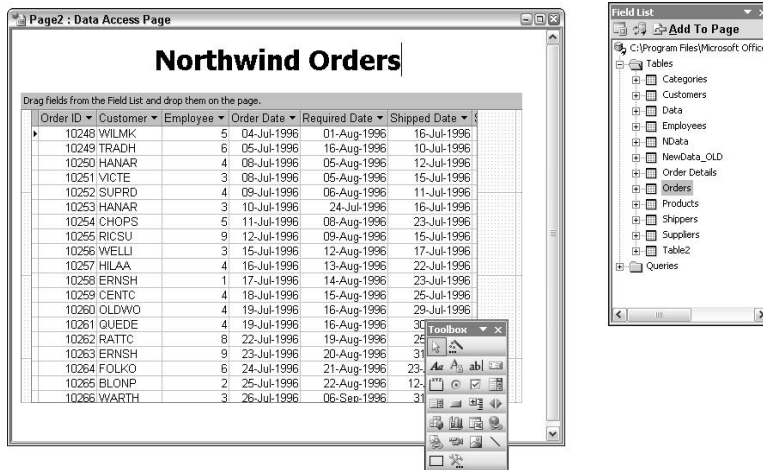 Page2 : Data Access Page
Northwind Orders
Drag fields from the Field List and drop them on the page.
Order ID Customer Employee Order Date Required Date Shipped Date
10248 WILMK 5 04-Jul-1996 01-Aug-1996 16-Jul-1996
10249 TRADH 6 05-Jul-1996 16-Aug-1996 10-Jul-1996
10250 HANAR 4 08-Jul-1996 05-Aug-1996 12-Jul-1996
10251 VICTE 3 08-Jul-1996 05-Aug-1996 15-Jul-1996
10252 SUPRD 4 09-Jul-1996 06-Aug-1996 11-Jul-1996
10253 HANAR 3 10-Jul-1996 24-Jul-1996 16-Jul-1996
10254 CHOPS 5 11-Jul-1996 08-Aug-1996 23-Jul-1996
10255 RICSU 9 12-Jul-1996 09-Aug-1996 15-Jul-1996
10256 WELLI 3 15-Jul-1996 12-Aug-1996 17-Jul-1996
10257 HILAA 4 16-Jul-1996 13-Aug-1996 22-Jul-1996
10258 ERNSH 1 17-Jul-1996 14-Aug-1996 23-Jul-1996
10259 CENTC 4 18-Jul-1996 15-Aug-1996 25-Jul-1996
10260 OLDWO 4 19-Jul-1996 16-Aug-1996 29-Jul-1996
10261 QUEDE 4 19-Jul-1996 16-Aug-1996 30
10262 RATTC 8 22-Jul-1996 19-Aug-1996 25
10263 ERNSH 9 23-Jul-1996 20-Aug-1996 31
10264 FOLKO 6 24-Jul-1996 21-Aug-1996 23-
10265 BLONP 2 25-Jul-1996 22-Aug-1996 12-
10266 WARTH 3 26-Jul-1996 06-Sep-1996 31
Toolbox
Aa ab|
Field List
Add To Page
C:\Program Files\Microsoft Office
Tables
Categories
Customers
Data
Employees
NData
NewData_OLD
Order Details
Orders
Products
Shippers
Suppliers
Table2
Queries